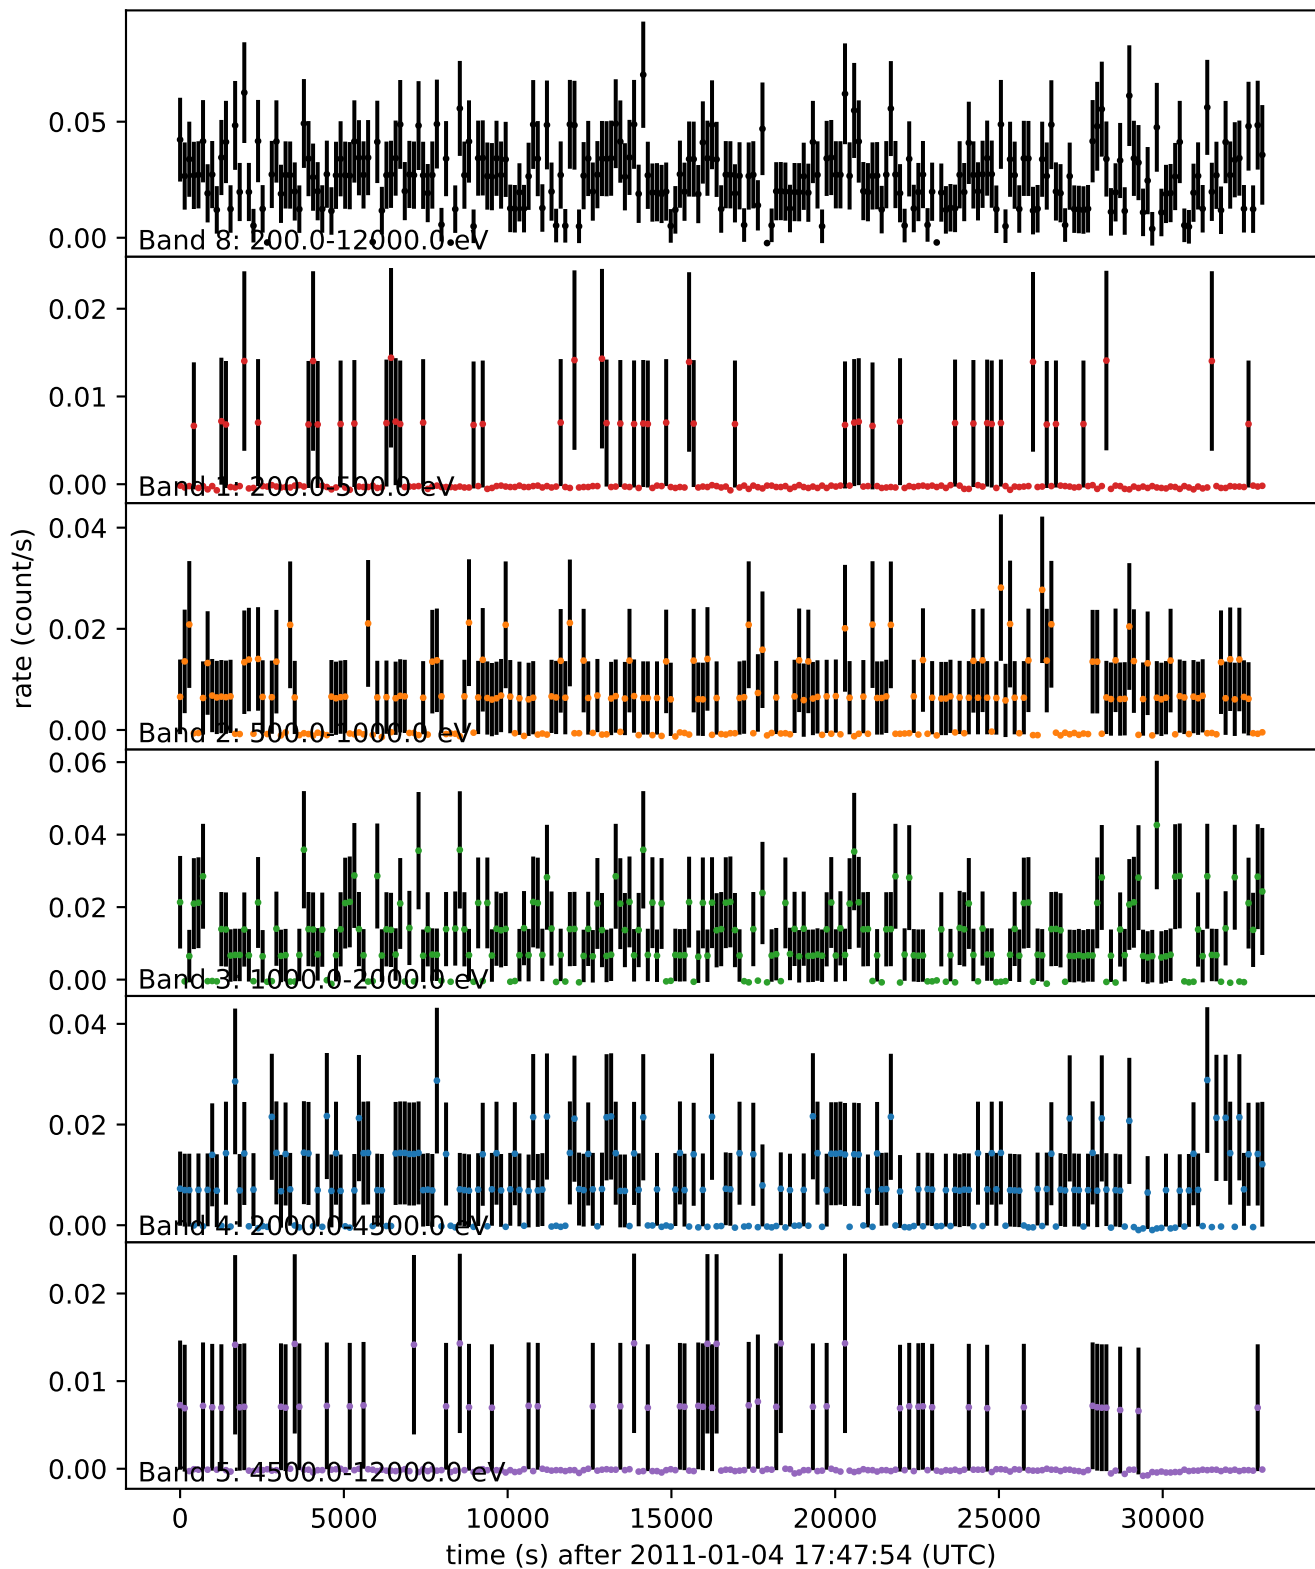 0.05
0.00
Band 8: 200.0-12000.0 eV
0.02
0.01
0.00
Band 1: 200.0-500.0 eV
0.04
0.02
0.00
Band 2: 500.0-1000.0 eV
0.06
0.04
0.02
0.00
Band 3: 1000.0-2000.0 eV
0.04
0.02
0.00
Band 4: 2000.0-4500.0 eV
0.02
0.01
0.00
Band 5: 4500.0-12000.0 eV
rate (count/s)
0 5000 10000 15000 20000 25000 30000
time (s) after 2011-01-04 17:47:54 (UTC)